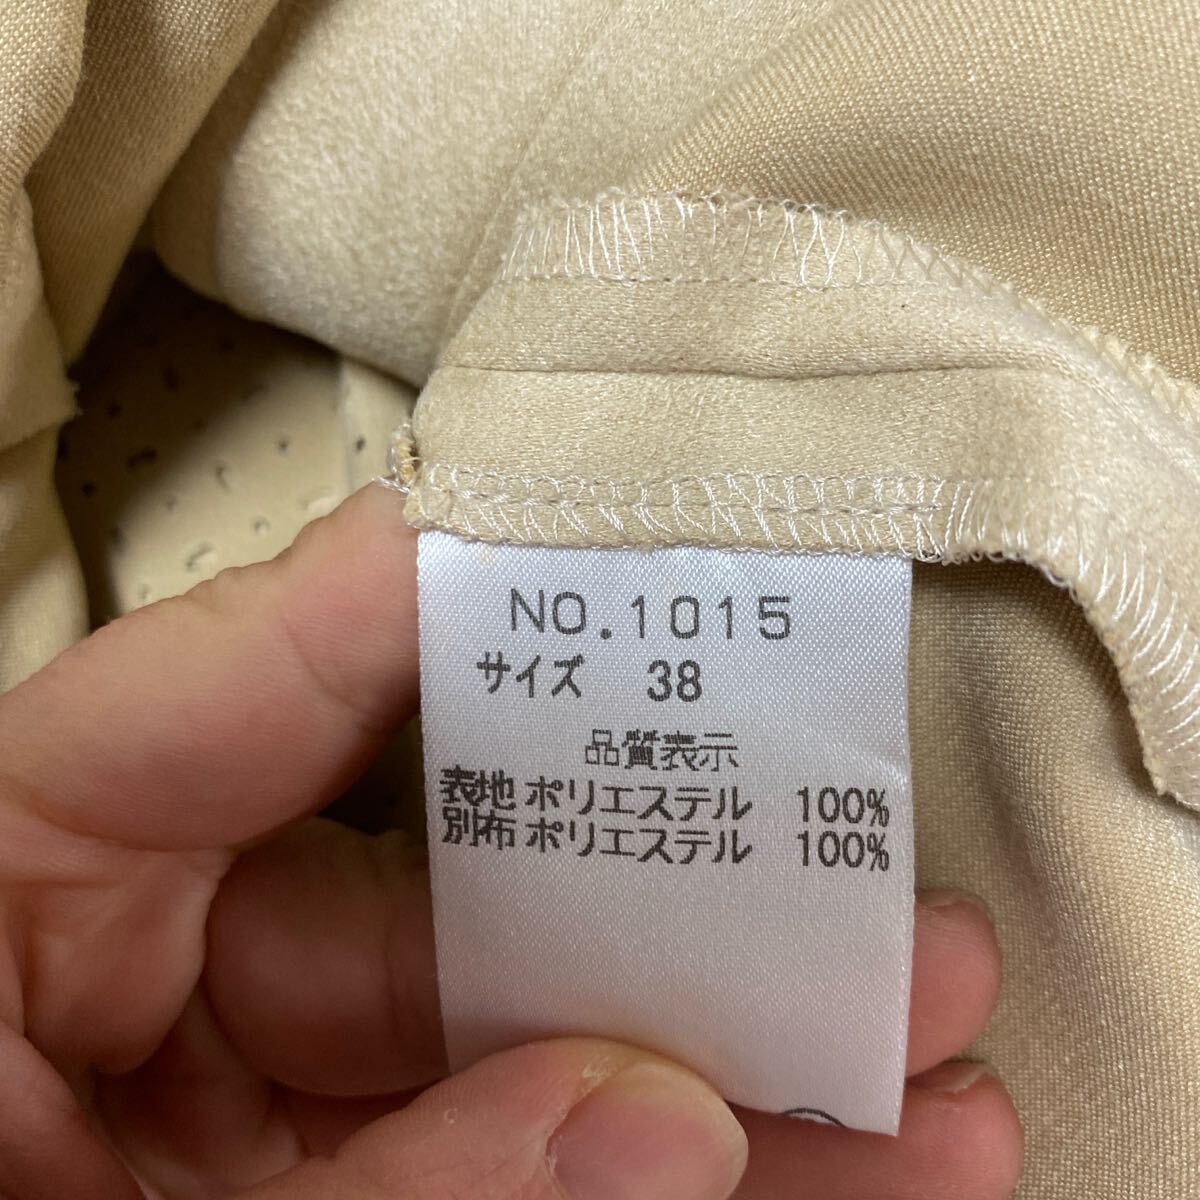 NO.1015
サイズ 38
品質表示
表地 ポリエステル 100%
別布 ポリエステル 100%